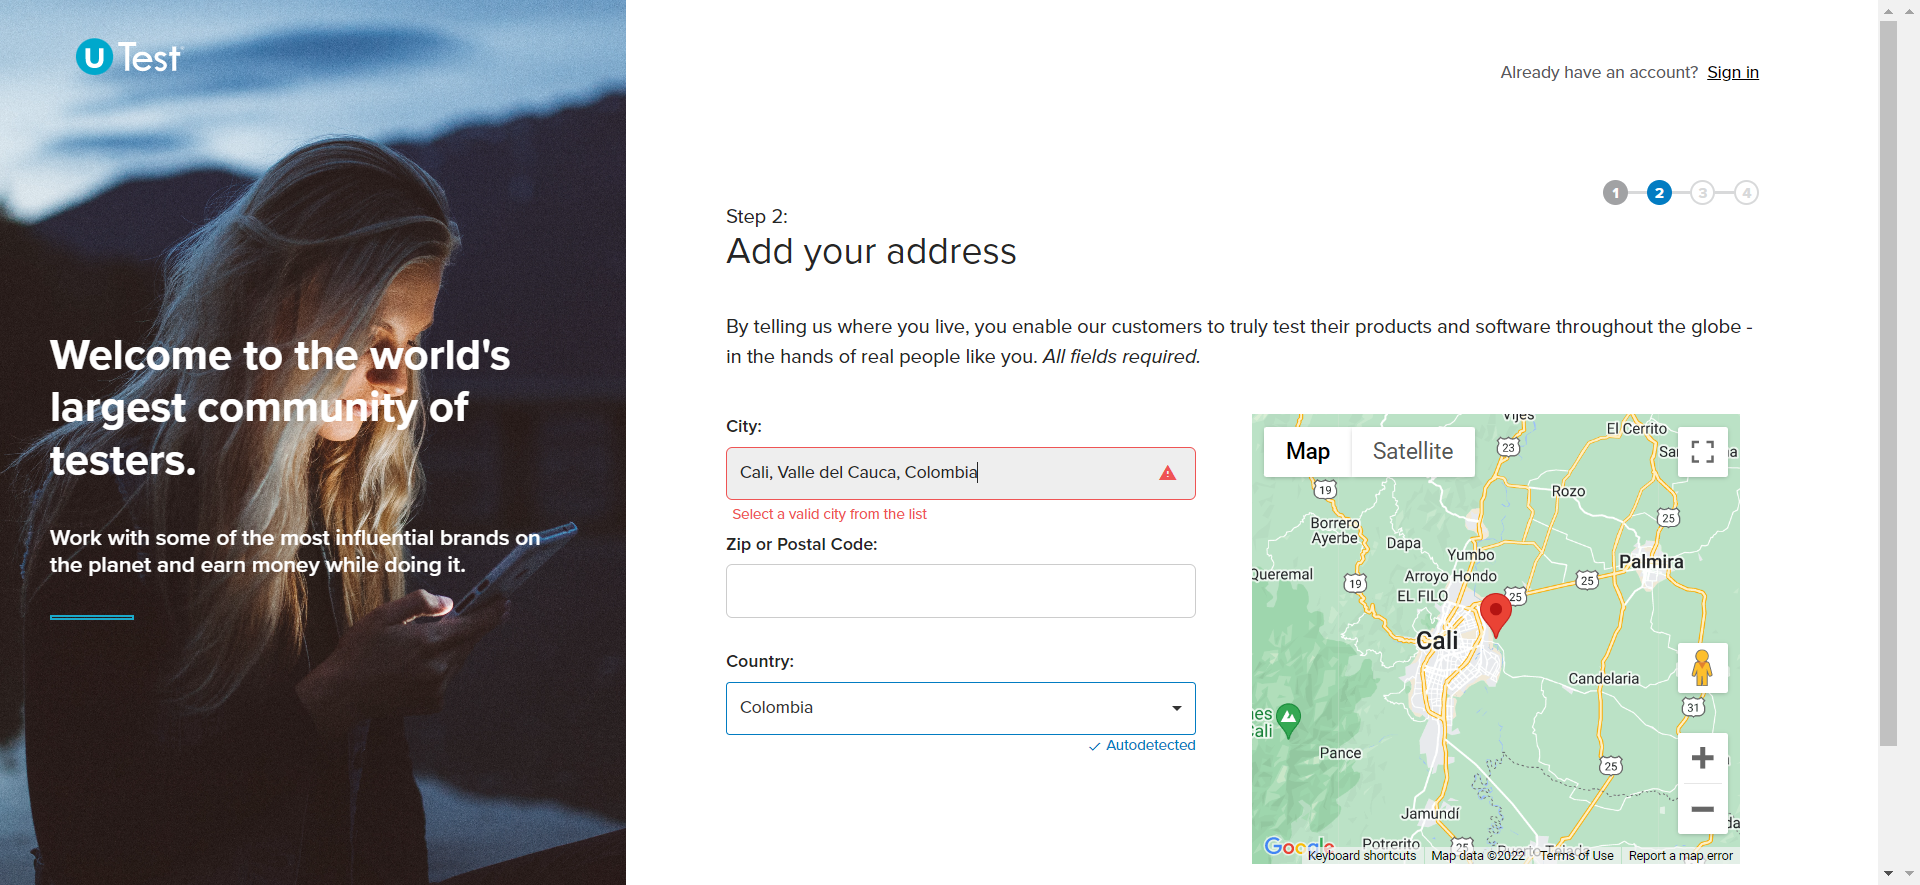 U Test
Welcome to the world's
largest community of
testers.
Work with some of the most influential brands on
the planet and earn money while doing it.
Already have an account? Sign in
1 2 3 4
Step 2:
Add your address
By telling us where you live, you enable our customers to truly test their products and software throughout the globe -
in the hands of real people like you. All fields required.
City:
Cali, Valle del Cauca, Colombia
Select a valid city from the list
Zip or Postal Code:
Country:
Colombia
Autodetected
Map Satellite
Vijes
El Cerrito
23
19
Rozo
25
Borrero
Ayerbe
Dapa
Yumbo
Palmira
Queremal
19
Arroyo Hondo
25
EL FILO
25
Cali
Candelaria
31
Pance
25
Jamundí
Potrerito
25
Puerto Tejada
Google
Keyboard shortcuts Map data ©2022 Terms of Use Report a map error